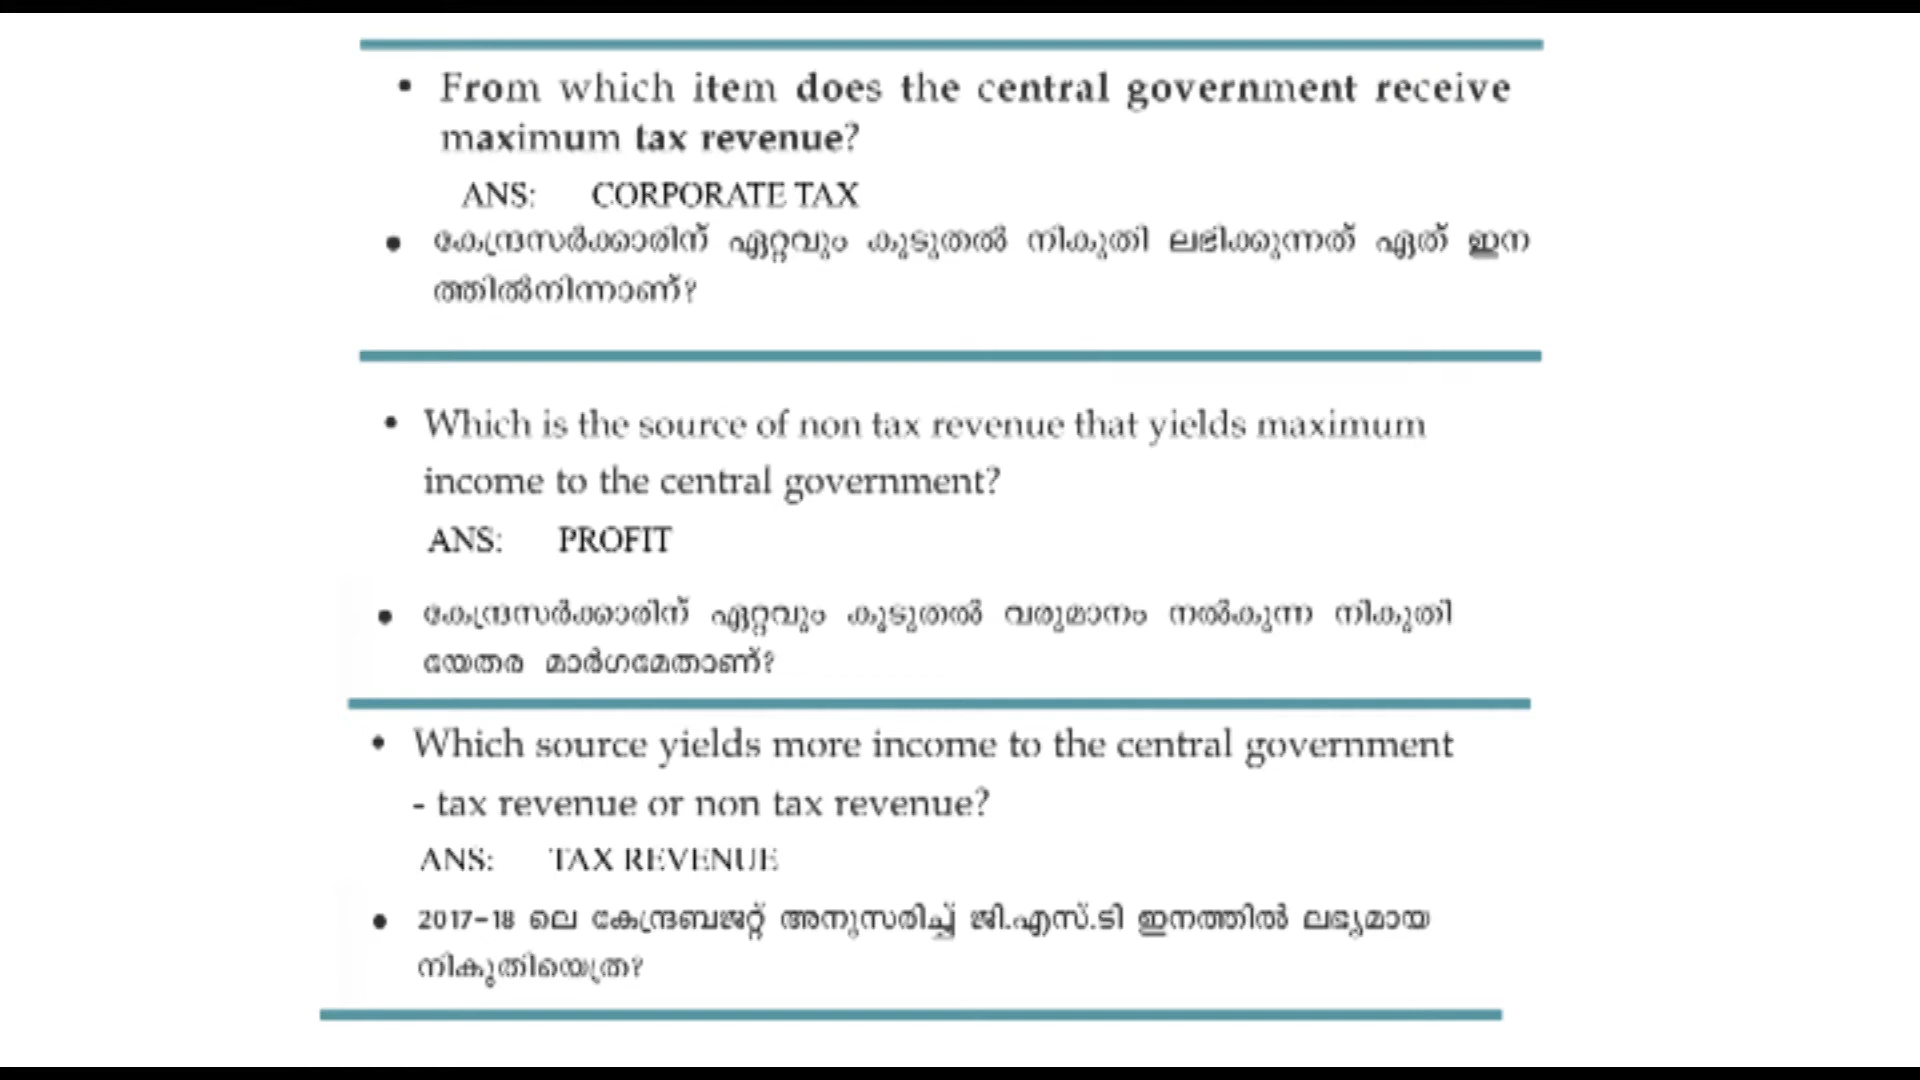 • From which item does the central government receive
maximum tax revenue?
ANS: CORPORATE TAX
• കേന്ദ്രസർക്കാരിന് ഏറ്റവും കൂടുതൽ നികുതി ലഭിക്കുന്നത് ഏത് ഇന
ത്തിൽനിന്നാണ്?
• Which is the source of non tax revenue that yields maximum
income to the central government?
ANS: PROFIT
• കേന്ദ്രസർക്കാരിന് ഏറ്റവും കൂടുതൽ വരുമാനം നൽകുന്ന നികുതി
യേതര മാർഗമേതാണ്?
• Which source yields more income to the central government
- tax revenue or non tax revenue?
ANS: TAX REVENUE
• 2017-18 ലെ കേന്ദ്രബജറ്റ് അനുസരിച്ച് ജി.എസ്.ടി ഇനത്തിൽ ലഭ്യമായ
നികുതിയെത്ര?